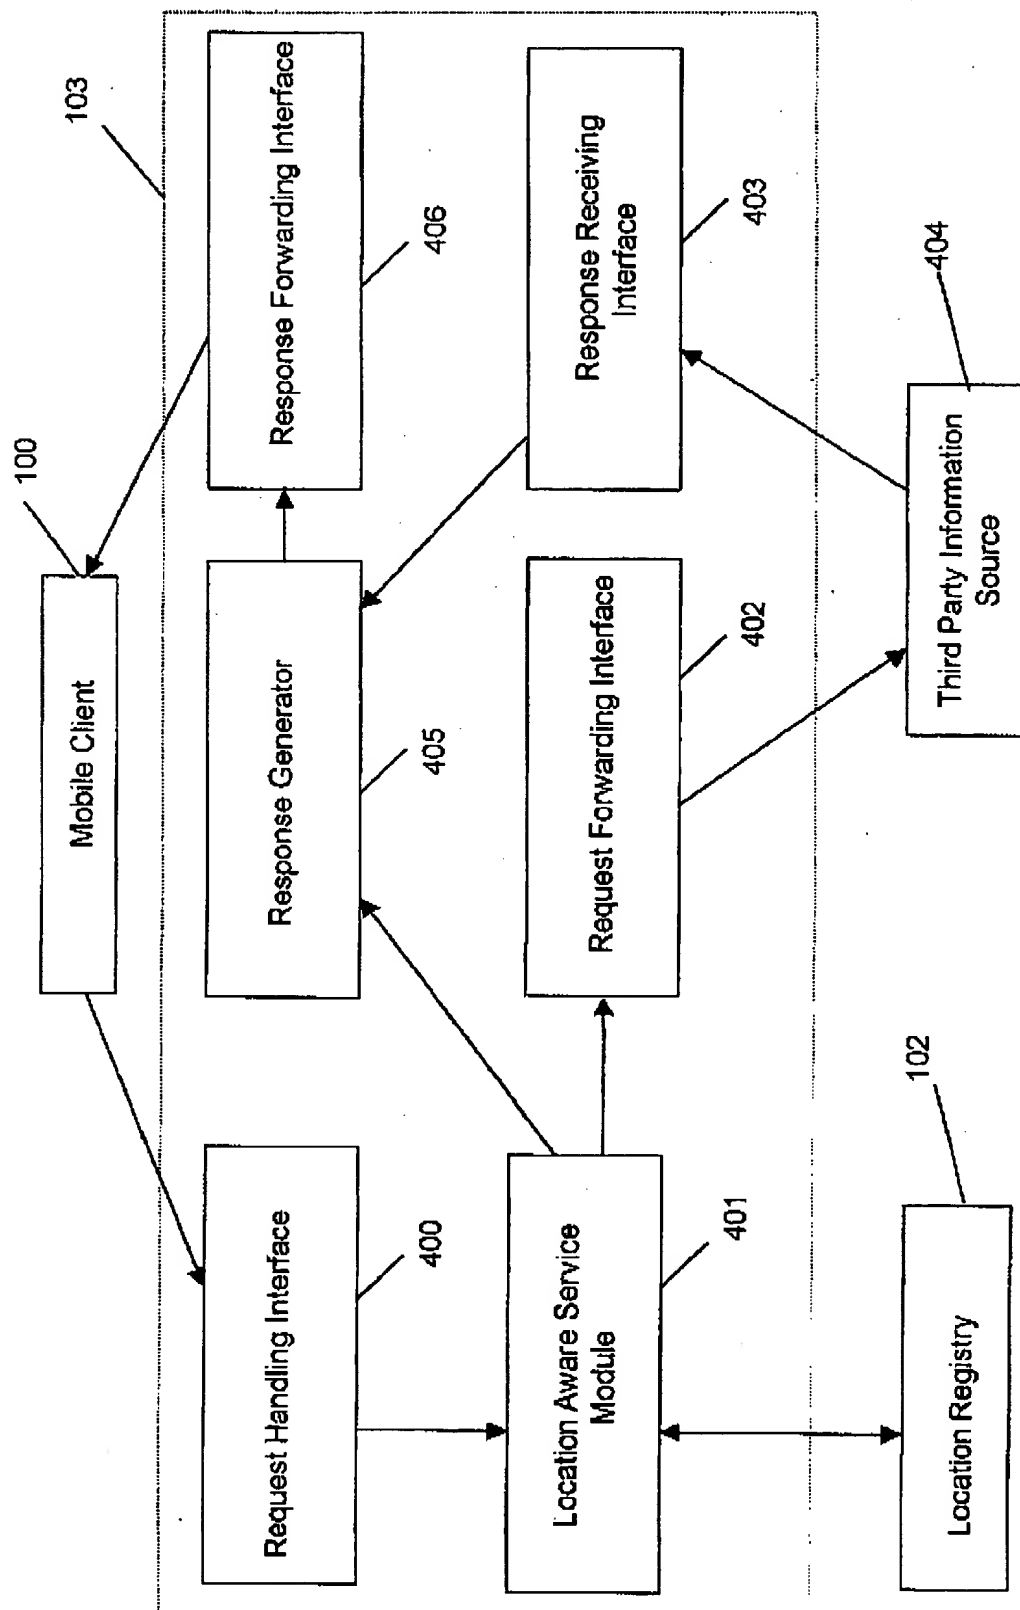 Mobile Client
100
103
Request Handling Interface
400
Response Generator
405
Response Forwarding Interface
406
Location Aware Service
Module
401
Request Forwarding Interface
402
Response Receiving
Interface
403
Location Registry
102
Third Party Information
Source
404